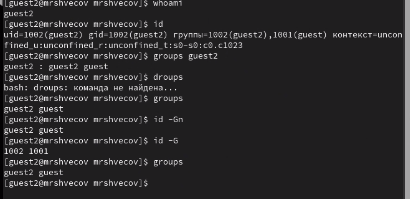 [guest2@mrshvecov mrshvecov]$ whoami
guest2
[guest2@mrshvecov mrshvecov]$ id
uid=1002(guest2) gid=1002(guest2) группы=1002(guest2),1001(guest) контекст=uncon
fined_u:unconfined_r:unconfined_t:s0-s0:c0.c1023
[guest2@mrshvecov mrshvecov]$ groups guest2
guest2 : guest2 guest
[guest2@mrshvecov mrshvecov]$ droups
bash: droups: команда не найдена...
[guest2@mrshvecov mrshvecov]$ groups
guest2 guest
[guest2@mrshvecov mrshvecov]$ id -Gn
guest2 guest
[guest2@mrshvecov mrshvecov]$ id -G
1002 1001
[guest2@mrshvecov mrshvecov]$ groups
guest2 guest
[guest2@mrshvecov mrshvecov]$